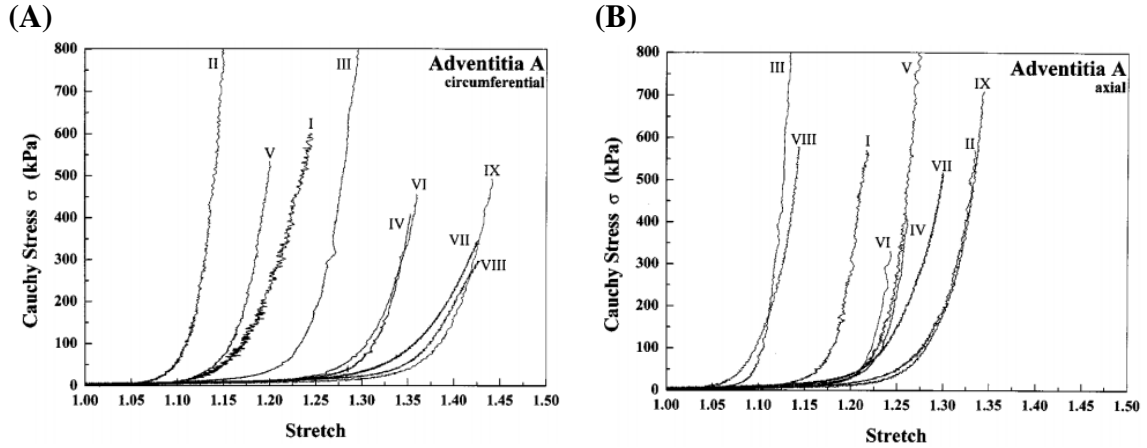 (A)
800
700
600
500
400
300
200
100
0
1.00 1.05 1.10 1.15 1.20 1.25 1.30 1.35 1.40 1.45 1.50
Cauchy Stress σ (kPa)
Stretch
Adventitia A
circumferential
II
III
I
V
VI
IX
IV
VII
VIII
(B)
800
700
600
500
400
300
200
100
0
1.00 1.05 1.10 1.15 1.20 1.25 1.30 1.35 1.40 1.45 1.50
Cauchy Stress σ (kPa)
Stretch
Adventitia A
axial
III
V
IX
VIII
I
II
VII
VI
IV